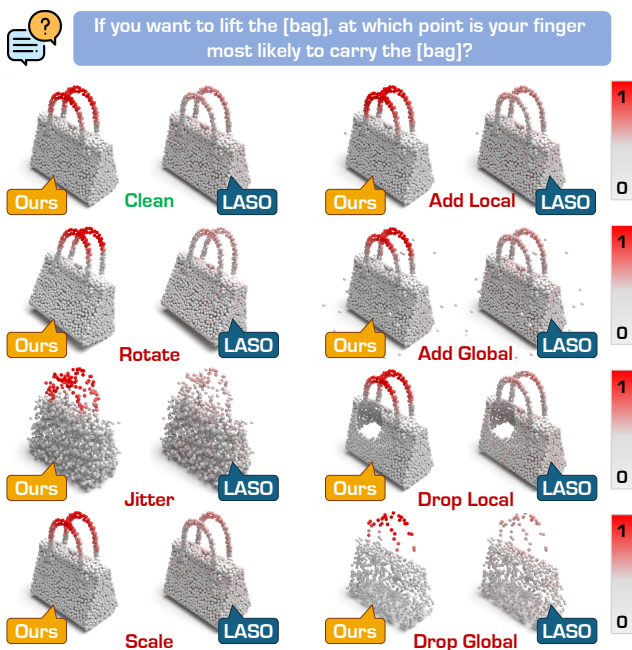 ?
If you want to lift the [bag], at which point is your finger
most likely to carry the [bag]?
Ours
Clean
LASO
Ours
Add Local
LASO
1
0
Ours
Rotate
LASO
Ours
Add Global
LASO
1
0
Ours
Jitter
LASO
Ours
Drop Local
LASO
1
0
Ours
Scale
LASO
Ours
Drop Global
LASO
1
0